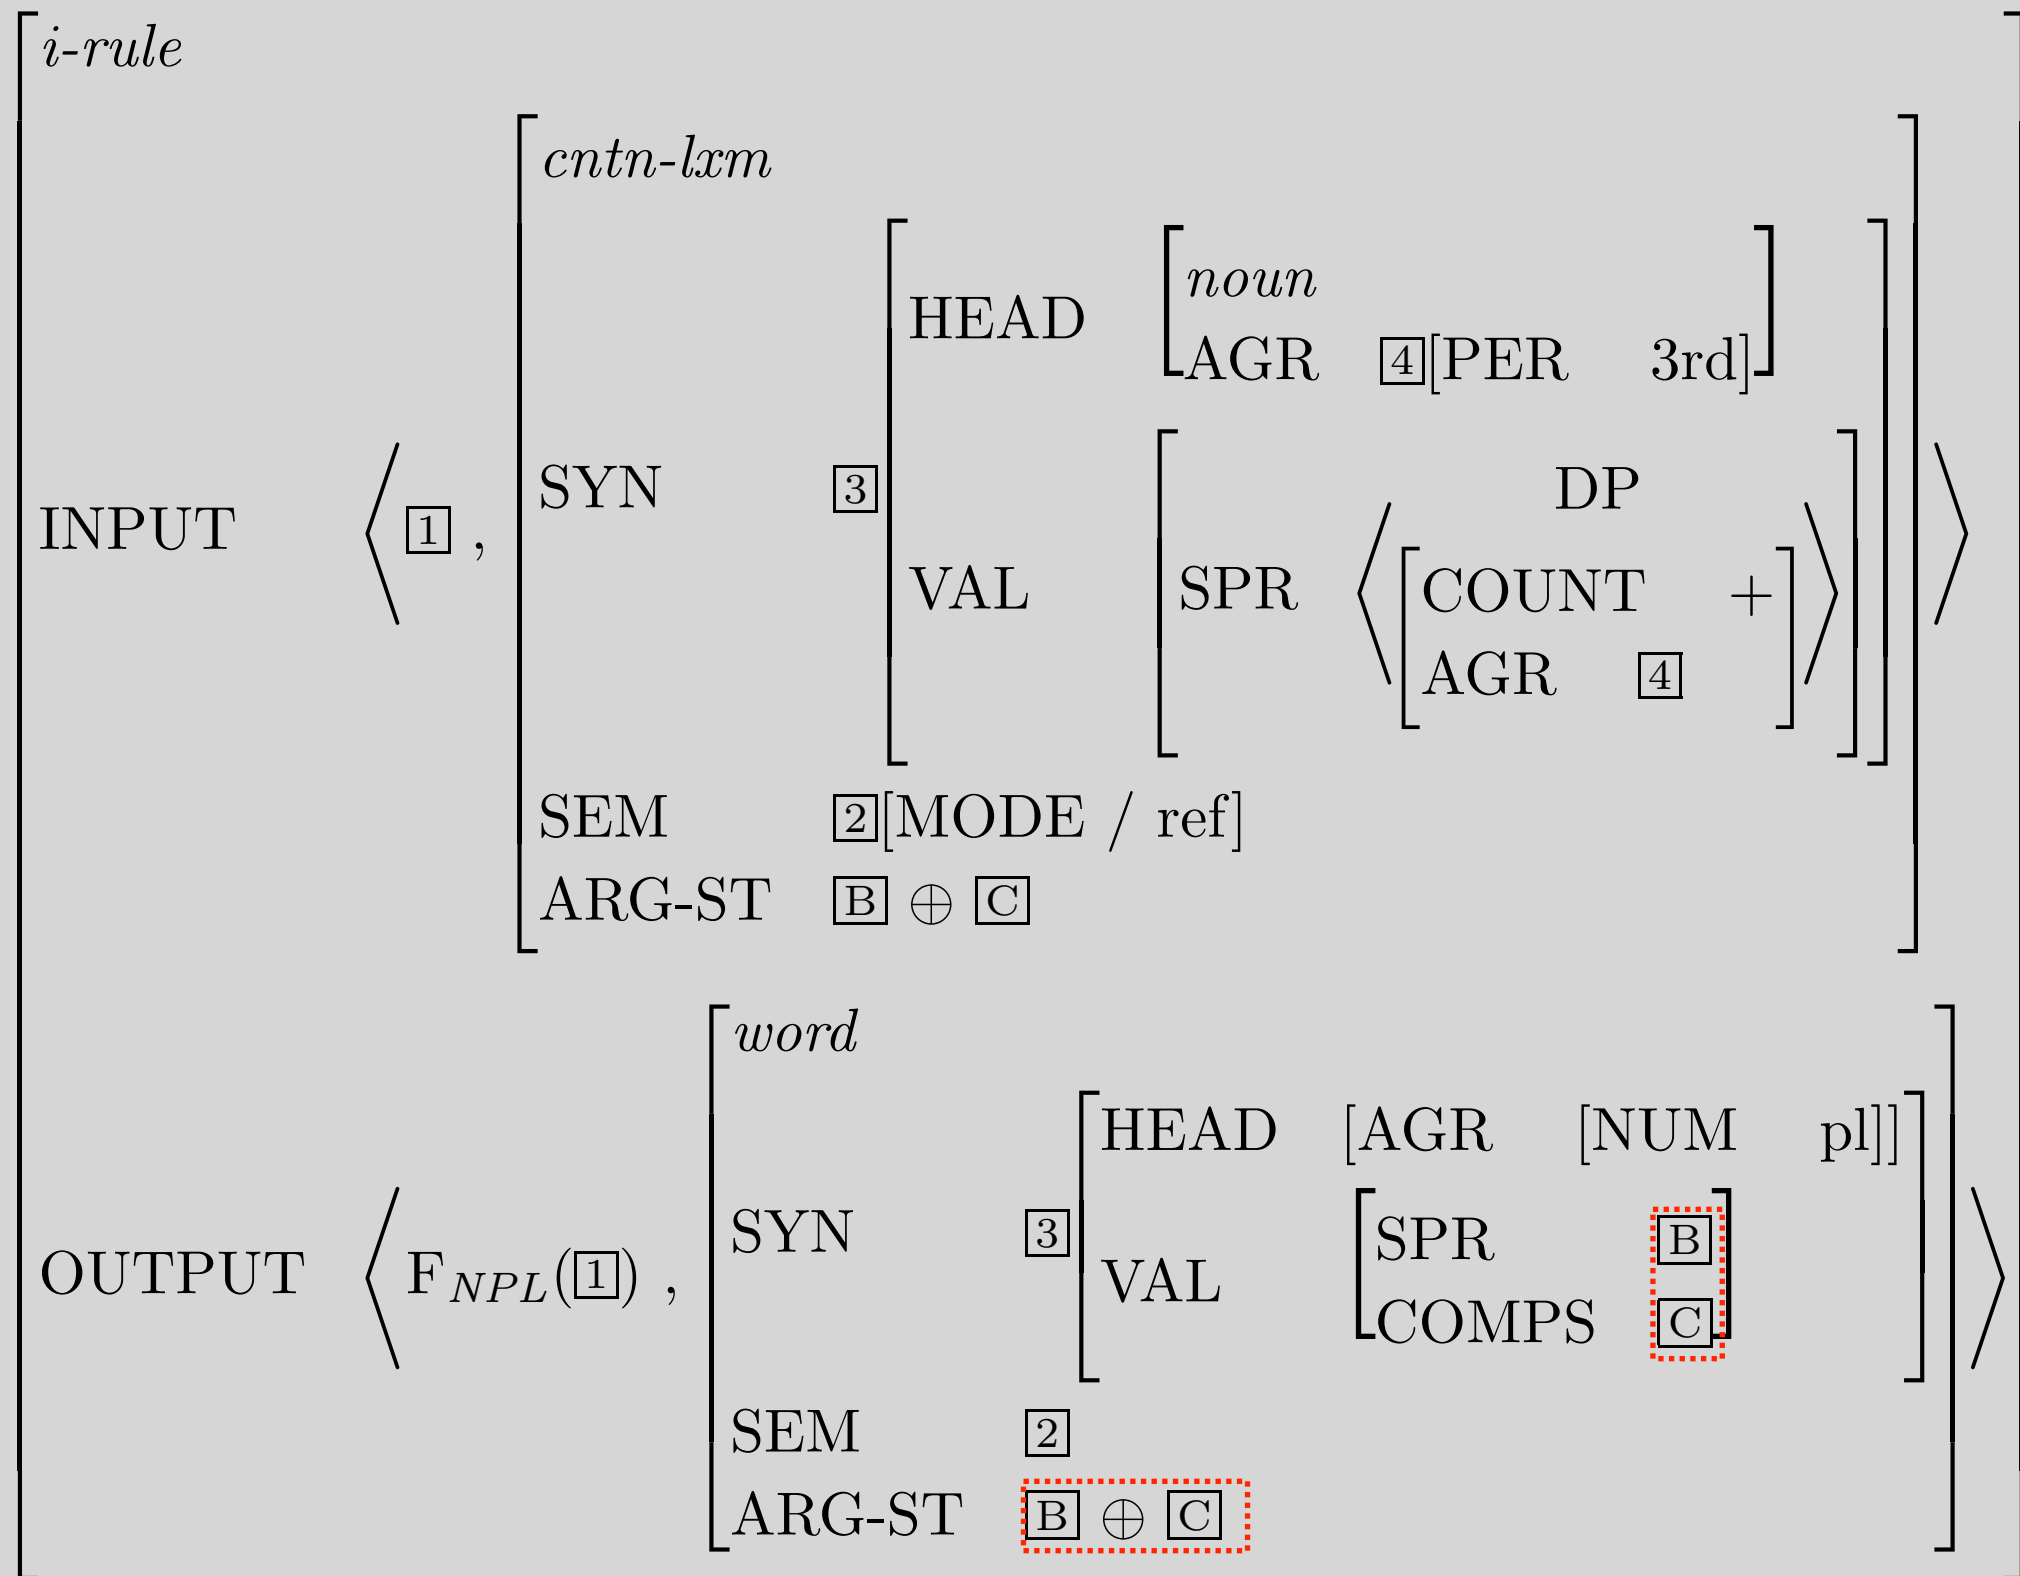 i-rule
cntn-lxm
noun
HEAD
AGR 4 [PER 3rd]
DP
SYN 3
INPUT ⟨ 1 ,
VAL SPR ⟨ COUNT + ⟩ ⟩
AGR 4
SEM 2 [MODE / ref]
ARG-ST B ⊕ C
word
HEAD [AGR [NUM pl]]
SYN 3
SPR B
OUTPUT ⟨ F_NPL(1) , VAL ⟩
COMPS C
SEM 2
ARG-ST B ⊕ C